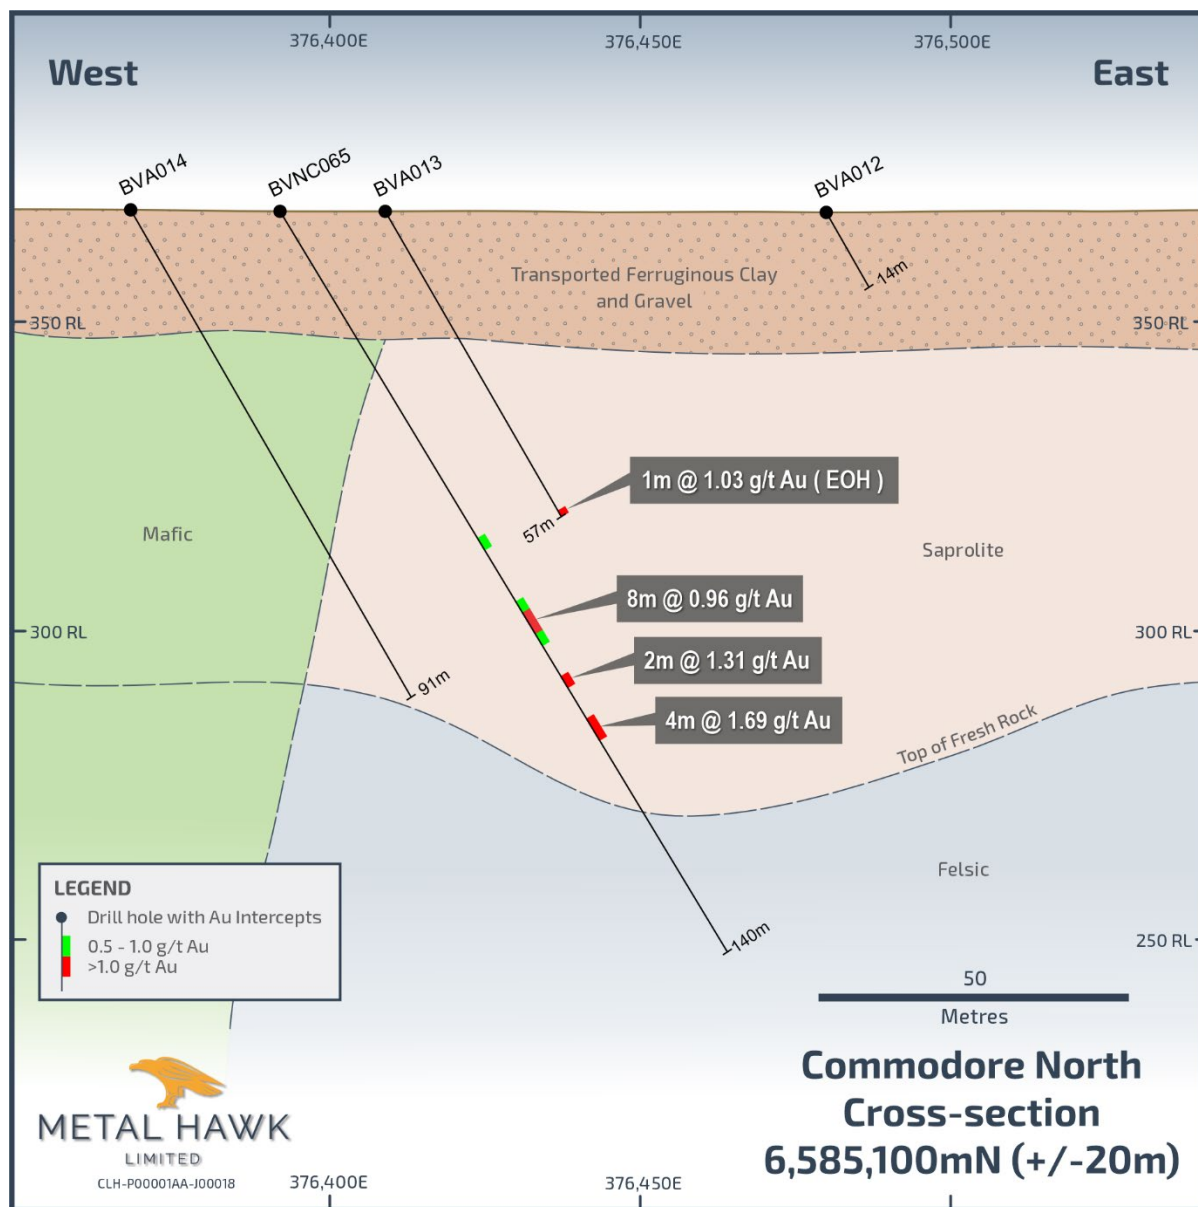 376,400E
376,450E
376,500E
West
East
BVA014
BVNC065
BVA013
BVA012
14m
Transported Ferruginous Clay
and Gravel
350 RL
350 RL
1m @ 1.03 g/t Au ( EOH )
57m
Mafic
Saprolite
8m @ 0.96 g/t Au
300 RL
300 RL
2m @ 1.31 g/t Au
91m
4m @ 1.69 g/t Au
Top of Fresh Rock
Felsic
LEGEND
Drill hole with Au Intercepts
0.5 - 1.0 g/t Au
>1.0 g/t Au
140m
250 RL
50
Metres
Commodore North
Cross-section
6,585,100mN (+/-20m)
METAL HAWK
LIMITED
CLH-P00001AA-J00018
376,400E
376,450E